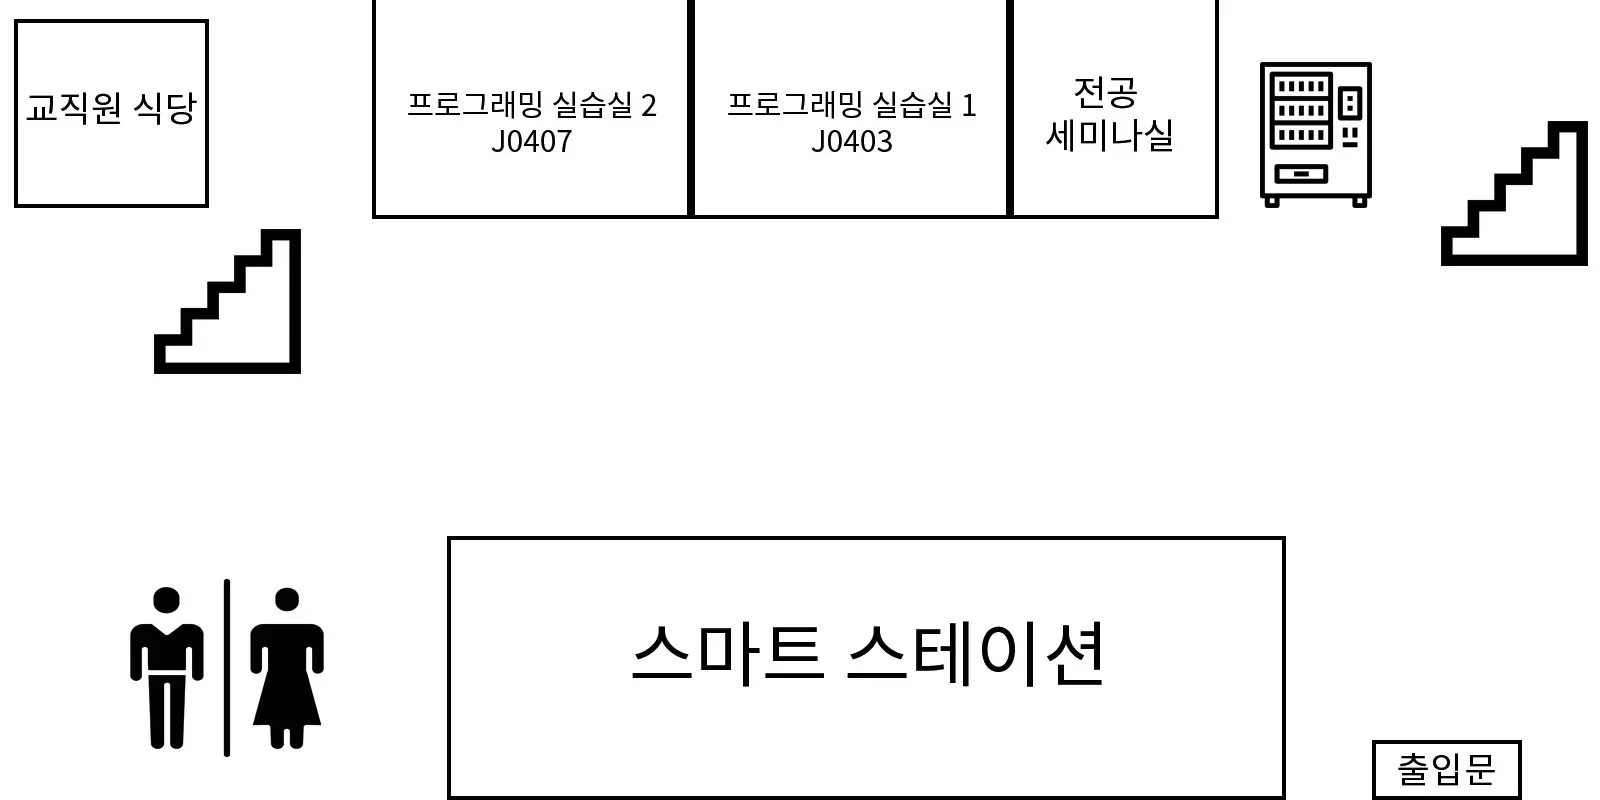 교직원 식당
프로그래밍 실습실 2
J0407
프로그래밍 실습실 1
J0403
전공
세미나실
스마트 스테이션
출입문